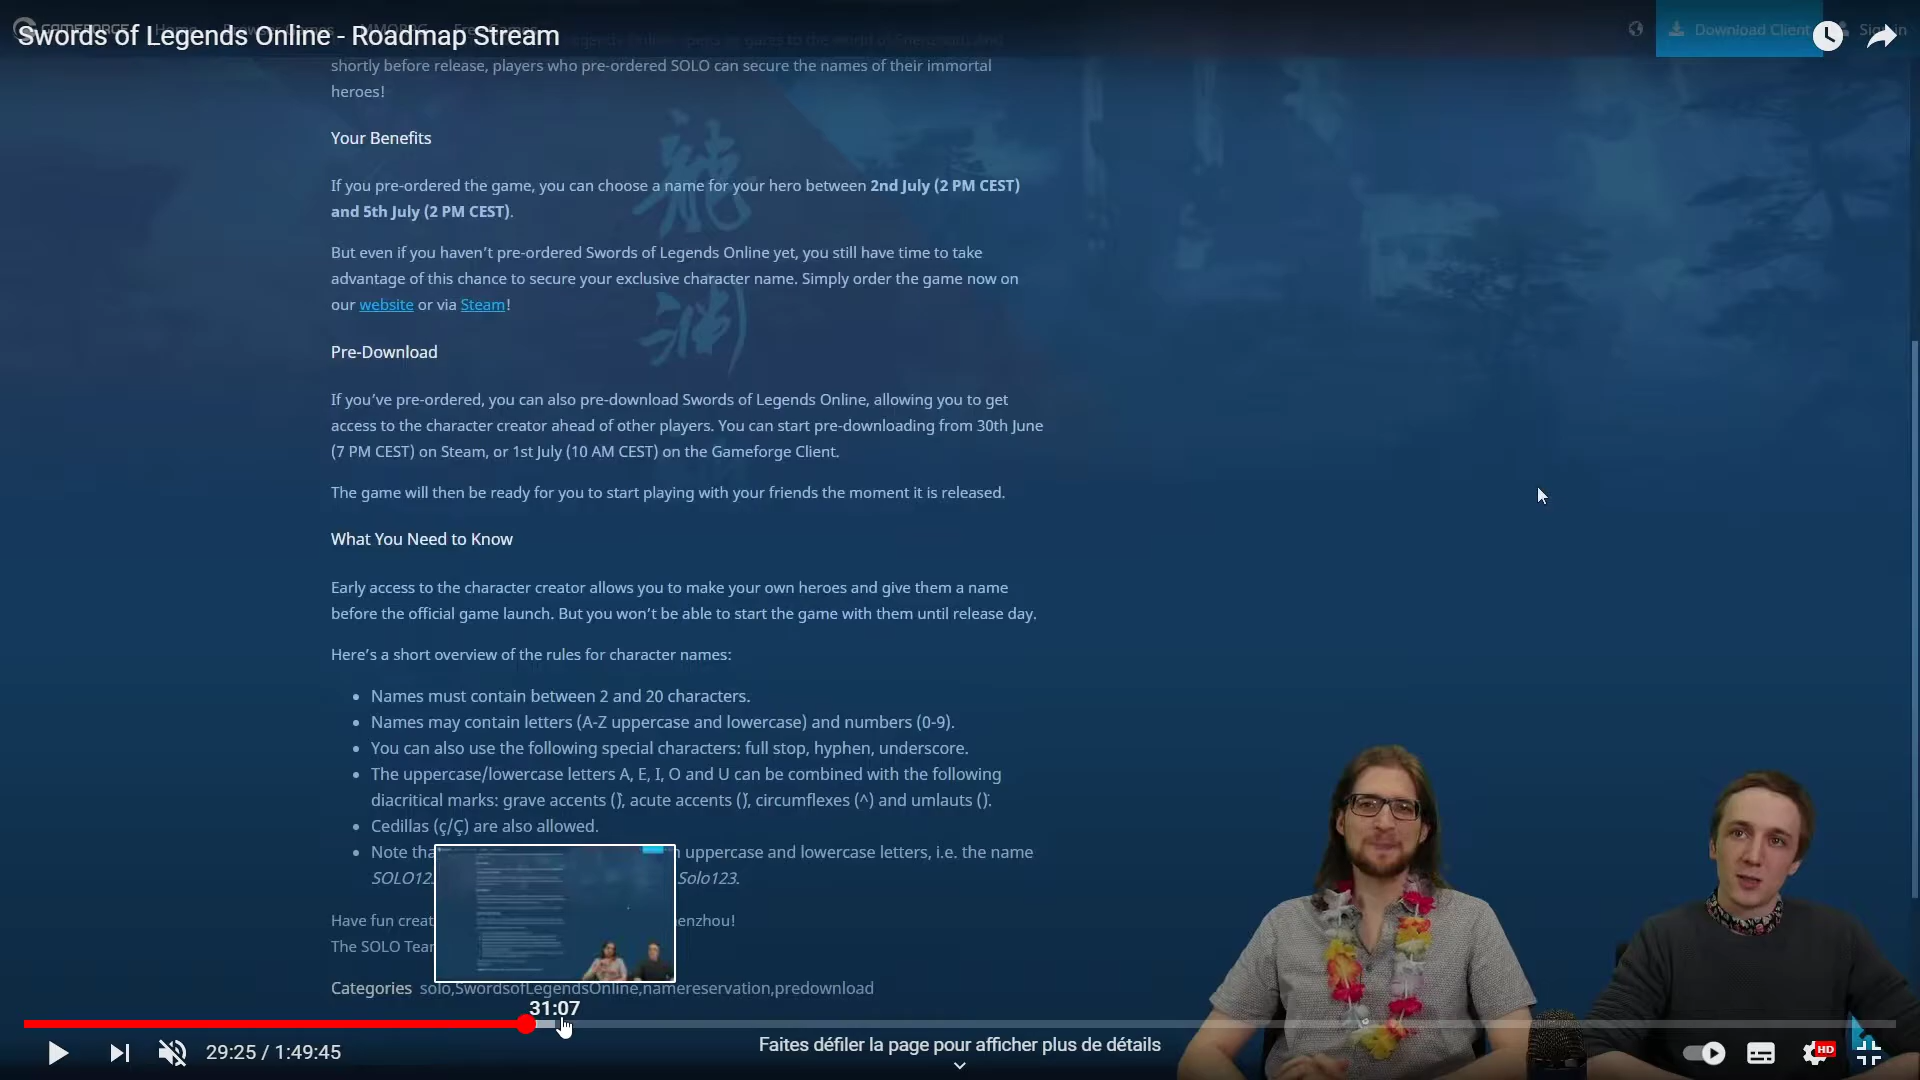 GAMEFORGE Home Browser Games MMORPG Free Games
Swords of Legends Online - Roadmap Stream
Download Client
Sign in
shortly before release, players who pre-ordered SOLO can secure the names of their immortal
heroes!
Your Benefits
If you pre-ordered the game, you can choose a name for your hero between 2nd July (2 PM CEST)
and 5th July (2 PM CEST).
But even if you haven't pre-ordered Swords of Legends Online yet, you still have time to take
advantage of this chance to secure your exclusive character name. Simply order the game now on
our website or via Steam!
Pre-Download
If you've pre-ordered, you can also pre-download Swords of Legends Online, allowing you to get
access to the character creator ahead of other players. You can start pre-downloading from 30th June
(7 PM CEST) on Steam, or 1st July (10 AM CEST) on the Gameforge Client.
The game will then be ready for you to start playing with your friends the moment it is released.
What You Need to Know
Early access to the character creator allows you to make your own heroes and give them a name
before the official game launch. But you won't be able to start the game with them until release day.
Here's a short overview of the rules for character names:
Names must contain between 2 and 20 characters.
Names may contain letters (A-Z uppercase and lowercase) and numbers (0-9).
You can also use the following special characters: full stop, hyphen, underscore.
The uppercase/lowercase letters A, E, I, O and U can be combined with the following
diacritical marks: grave accents (`), acute accents (´), circumflexes (^) and umlauts (¨).
Cedillas (ç/Ç) are also allowed.
Note tha uppercase and lowercase letters, i.e. the name
SOLO12 Solo123.
Have fun creat enzhou!
The SOLO Tear
Categories solo,SwordsofLegendsOnline,namereservation,predownload
31:07
29:25 / 1:49:45
Faites défiler la page pour afficher plus de détails
HD
龍
渊